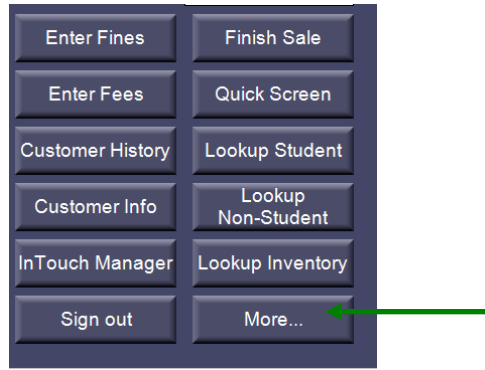 Enter Fines
Finish Sale
Enter Fees
Quick Screen
Customer History
Lookup Student
Customer Info
Lookup
Non-Student
InTouch Manager
Lookup Inventory
Sign out
More...